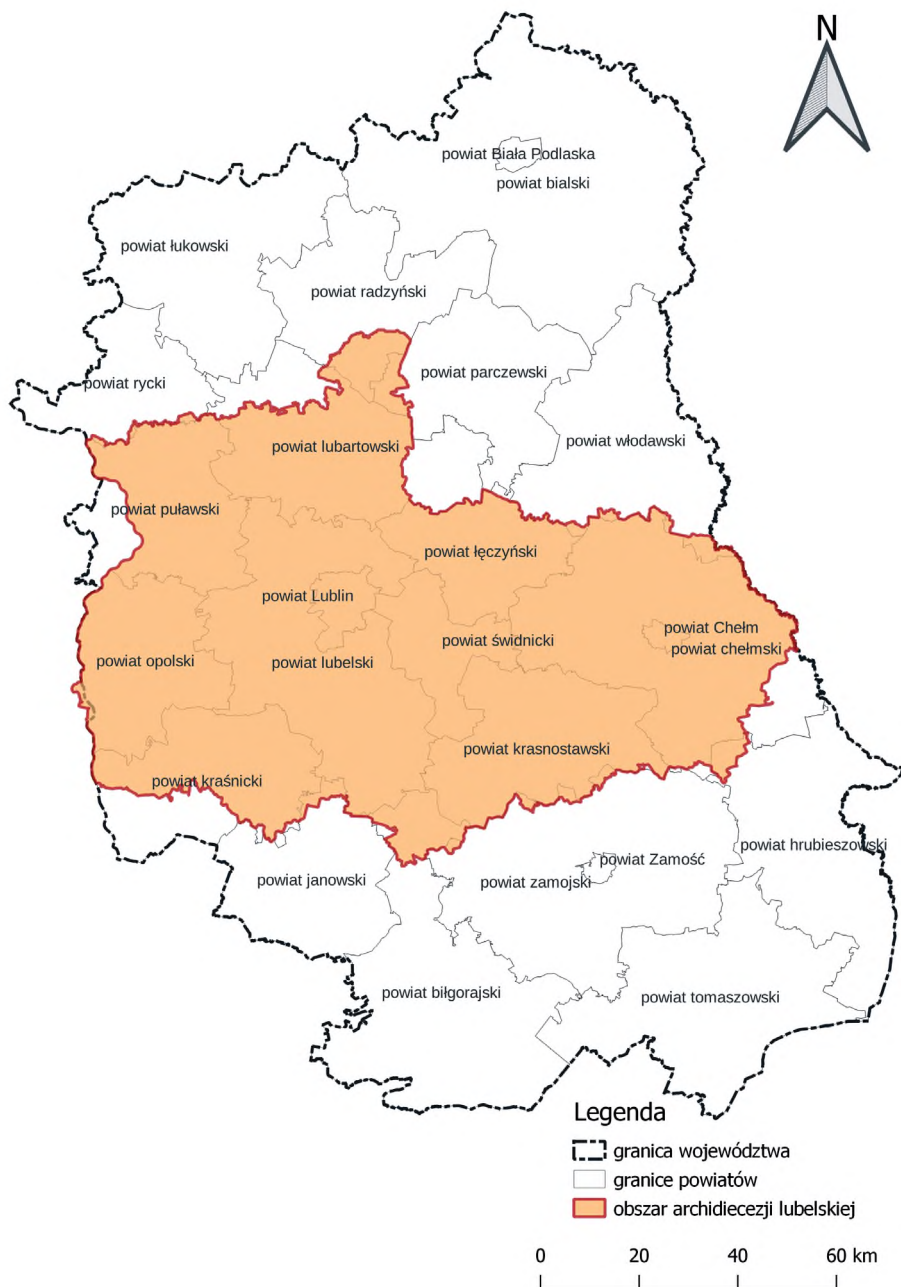 N
powiat Biała Podlaska
powiat bialski
powiat łukowski
powiat radzyński
powiat rycki
powiat parczewski
powiat lubartowski
powiat włodawski
powiat puławski
powiat łęczyński
powiat Lublin
powiat Chełm
powiat świdnicki
powiat chełmski
powiat opolski
powiat lubelski
powiat krasnostawski
powiat kraśnicki
powiat hrubieszowski
powiat Zamość
powiat janowski
powiat zamojski
powiat biłgorajski
powiat tomaszowski
Legenda
granica województwa
granice powiatów
obszar archidiecezji lubelskiej
0 20 40 60 km